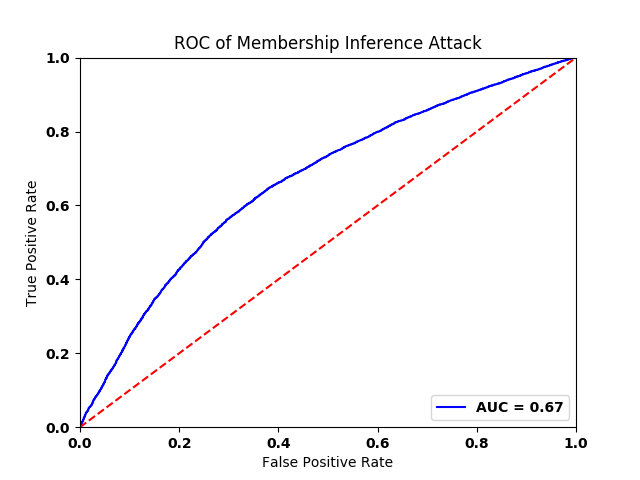 ROC of Membership Inference Attack
True Positive Rate
1.0
0.8
0.6
0.4
0.2
0.0
AUC = 0.67
0.0 0.2 0.4 0.6 0.8 1.0
False Positive Rate